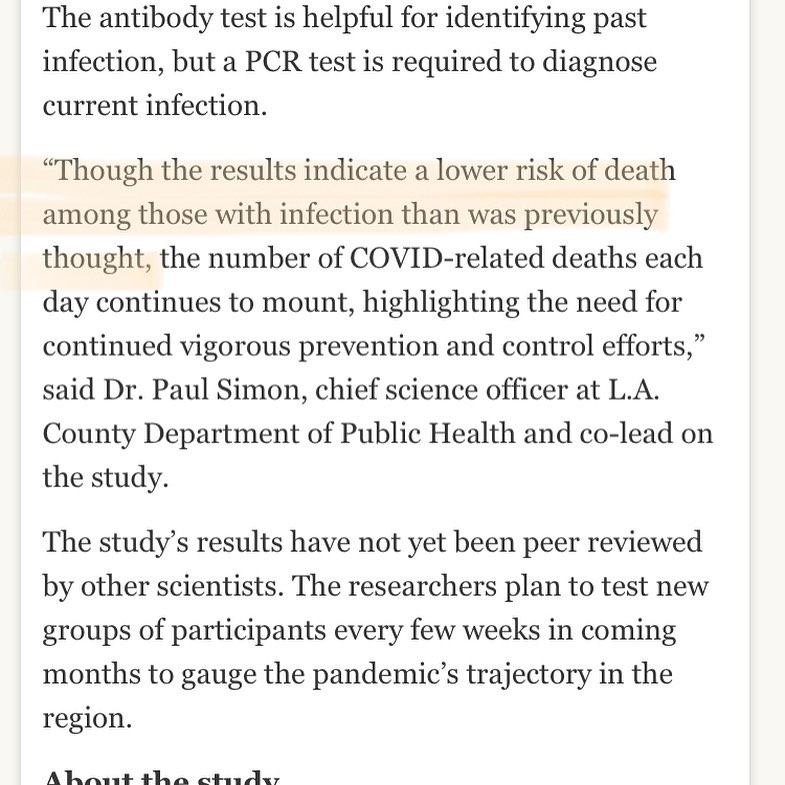 The antibody test is helpful for identifying past
infection, but a PCR test is required to diagnose
current infection.
“Though the results indicate a lower risk of death
among those with infection than was previously
thought, the number of COVID-related deaths each
day continues to mount, highlighting the need for
continued vigorous prevention and control efforts,”
said Dr. Paul Simon, chief science officer at L.A.
County Department of Public Health and co-lead on
the study.
The study’s results have not yet been peer reviewed
by other scientists. The researchers plan to test new
groups of participants every few weeks in coming
months to gauge the pandemic’s trajectory in the
region.
About the study